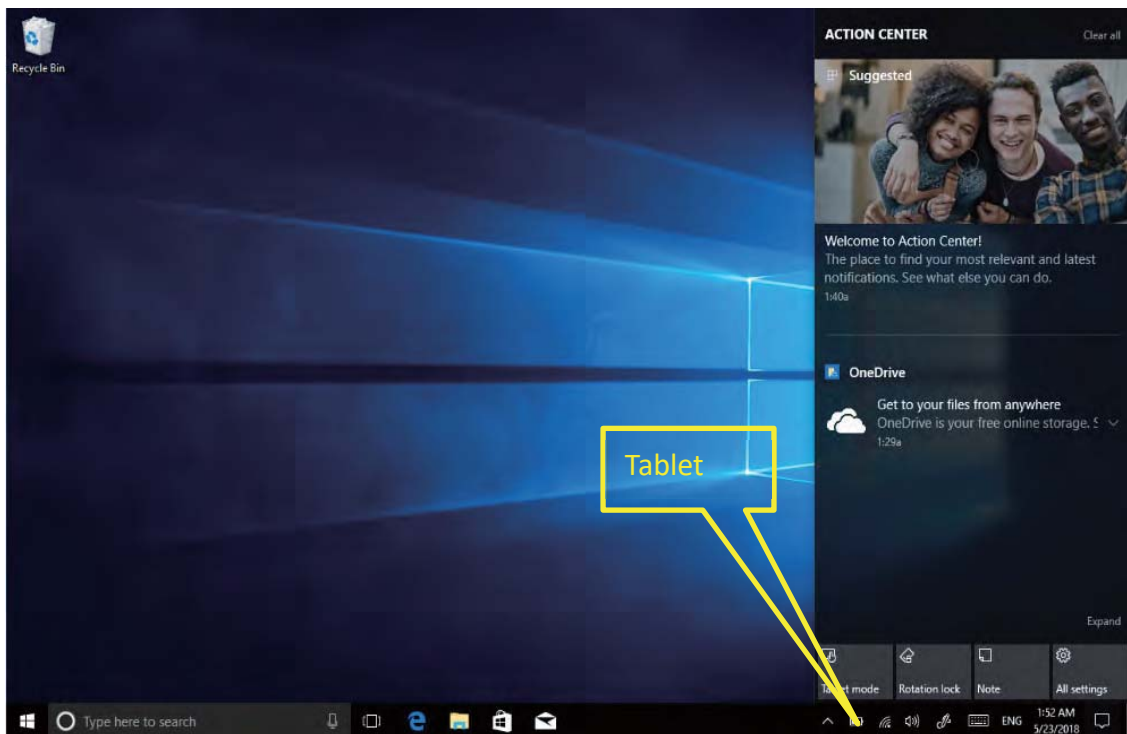 Recycle Bin
ACTION CENTER
Clear all
Suggested
Welcome to Action Center!
The place to find your most relevant and latest
notifications. See what else you can do.
1:40a
OneDrive
Get to your files from anywhere
OneDrive is your free online storage. S
1:29a
Tablet
Expand
Tablet mode
Rotation lock
Note
All settings
Type here to search
ENG
1:52 AM
5/23/2018